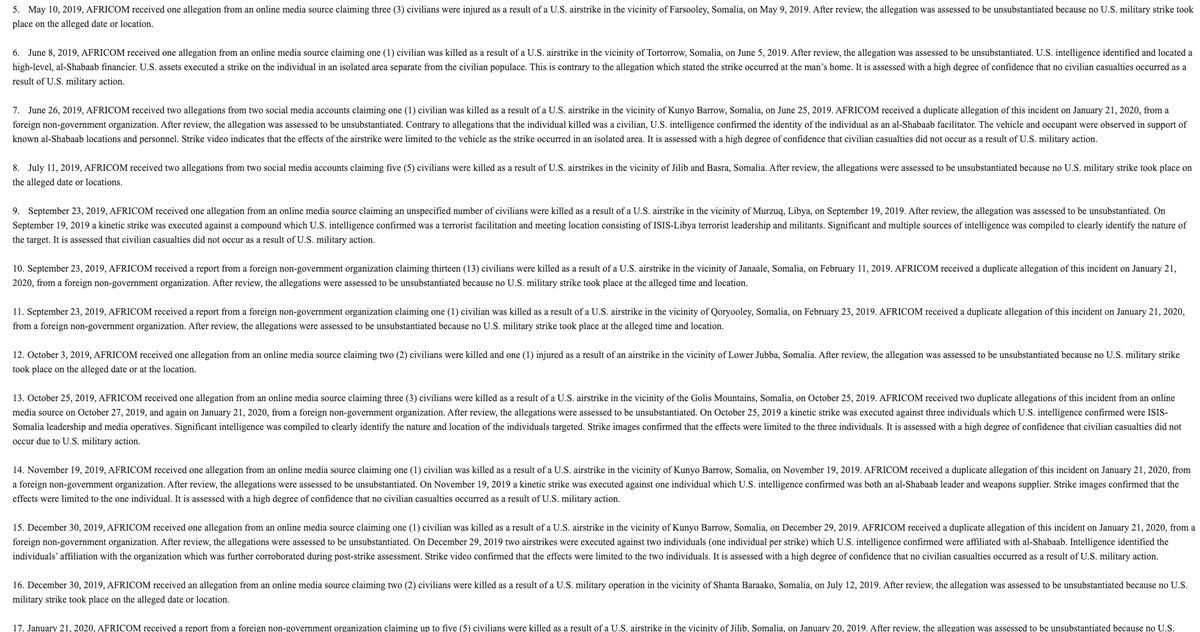 5. May 10, 2019, AFRICOM received one allegation from an online media source claiming three (3) civilians were injured as a result of a U.S. airstrike in the vicinity of Farsooley, Somalia, on May 9, 2019. After review, the allegation was assessed to be unsubstantiated because no U.S. military strike took
place on the alleged date or location.
6. June 8, 2019, AFRICOM received one allegation from an online media source claiming one (1) civilian was killed as a result of a U.S. airstrike in the vicinity of Tortorrow, Somalia, on June 5, 2019. After review, the allegation was assessed to be unsubstantiated. U.S. intelligence identified and located a
high-level, al-Shabaab financier. U.S. assets executed a strike on the individual in an isolated area separate from the civilian populace. This is contrary to the allegation which stated the strike occurred at the man's home. It is assessed with a high degree of confidence that no civilian casualties occurred as a
result of U.S. military action.
7. June 26, 2019, AFRICOM received two allegations from two social media accounts claiming one (1) civilian was killed as a result of a U.S. airstrike in the vicinity of Kunyo Barrow, Somalia, on June 25, 2019. AFRICOM received a duplicate allegation of this incident on January 21, 2020, from a
foreign non-government organization. After review, the allegation was assessed to be unsubstantiated. Contrary to allegations that the individual killed was a civilian, U.S. intelligence confirmed the identity of the individual as an al-Shabaab facilitator. The vehicle and occupant were observed in support of
known al-Shabaab locations and personnel. Strike video indicates that the effects of the airstrike were limited to the vehicle as the strike occurred in an isolated area. It is assessed with a high degree of confidence that civilian casualties did not occur as a result of U.S. military action.
8. July 11, 2019, AFRICOM received two allegations from two social media accounts claiming five (5) civilians were killed as a result of U.S. airstrikes in the vicinity of Jilib and Basra, Somalia. After review, the allegations were assessed to be unsubstantiated because no U.S. military strike took place on
the alleged date or locations.
9. September 23, 2019, AFRICOM received one allegation from an online media source claiming an unspecified number of civilians were killed as a result of a U.S. airstrike in the vicinity of Murzuq, Libya, on September 19, 2019. After review, the allegation was assessed to be unsubstantiated. On
September 19, 2019 a kinetic strike was executed against a compound which U.S. intelligence confirmed was a terrorist facilitation and meeting location consisting of ISIS-Libya terrorist leadership and militants. Significant and multiple sources of intelligence was compiled to clearly identify the nature of
the target. It is assessed that civilian casualties did not occur as a result of U.S. military action.
10. September 23, 2019, AFRICOM received a report from a foreign non-government organization claiming thirteen (13) civilians were killed as a result of a U.S. airstrike in the vicinity of Janaale, Somalia, on February 11, 2019. AFRICOM received a duplicate allegation of this incident on January 21,
2020, from a foreign non-government organization. After review, the allegations were assessed to be unsubstantiated because no U.S. military strike took place at the alleged time and location.
11. September 23, 2019, AFRICOM received a report from a foreign non-government organization claiming one (1) civilian was killed as a result of a U.S. airstrike in the vicinity of Qoryooley, Somalia, on February 23, 2019. AFRICOM received a duplicate allegation of this incident on January 21, 2020,
from a foreign non-government organization. After review, the allegations were assessed to be unsubstantiated because no U.S. military strike took place at the alleged time and location.
12. October 3, 2019, AFRICOM received one allegation from an online media source claiming two (2) civilians were killed and one (1) injured as a result of an airstrike in the vicinity of Lower Jubba, Somalia. After review, the allegation was assessed to be unsubstantiated because no U.S. military strike
took place on the alleged date or at the location.
13. October 25, 2019, AFRICOM received one allegation from an online media source claiming three (3) civilians were killed as a result of a U.S. airstrike in the vicinity of the Golis Mountains, Somalia, on October 25, 2019. AFRICOM received two duplicate allegations of this incident from an online
media source on October 27, 2019, and again on January 21, 2020, from a foreign non-government organization. After review, the allegations were assessed to be unsubstantiated. On October 25, 2019 a kinetic strike was executed against three individuals which U.S. intelligence confirmed were ISIS-
Somalia leadership and media operatives. Significant intelligence was compiled to clearly identify the nature and location of the individuals targeted. Strike images confirmed that the effects were limited to the three individuals. It is assessed with a high degree of confidence that civilian casualties did not
occur due to U.S. military action.
14. November 19, 2019, AFRICOM received one allegation from an online media source claiming one (1) civilian was killed as a result of a U.S. airstrike in the vicinity of Kunyo Barrow, Somalia, on November 19, 2019. AFRICOM received a duplicate allegation of this incident on January 21, 2020, from
a foreign non-government organization. After review, the allegations were assessed to be unsubstantiated. On November 19, 2019 a kinetic strike was executed against one individual which U.S. intelligence confirmed was both an al-Shabaab leader and weapons supplier. Strike images confirmed that the
effects were limited to the one individual. It is assessed with a high degree of confidence that no civilian casualties occurred as a result of U.S. military action.
15. December 30, 2019, AFRICOM received one allegation from an online media source claiming one (1) civilian was killed as a result of a U.S. airstrike in the vicinity of Kunyo Barrow, Somalia, on December 29, 2019. AFRICOM received a duplicate allegation of this incident on January 21, 2020, from a
foreign non-government organization. After review, the allegations were assessed to be unsubstantiated. On December 29, 2019 two airstrikes were executed against two individuals (one individual per strike) which U.S. intelligence confirmed were affiliated with al-Shabaab. Intelligence identified the
individuals' affiliation with the organization which was further corroborated during post-strike assessment. Strike video confirmed that the effects were limited to the two individuals. It is assessed with a high degree of confidence that no civilian casualties occurred as a result of U.S. military action.
16. December 30, 2019, AFRICOM received an allegation from an online media source claiming two (2) civilians were killed as a result of a U.S. military operation in the vicinity of Shanta Baraako, Somalia, on July 12, 2019. After review, the allegation was assessed to be unsubstantiated because no U.S.
military strike took place on the alleged date or location.
17. January 21, 2020, AFRICOM received a report from a foreign non-government organization claiming up to five (5) civilians were killed as a result of a U.S. airstrike in the vicinity of Jilib, Somalia, on January 20, 2019. After review, the allegation was assessed to be unsubstantiated because no U.S.